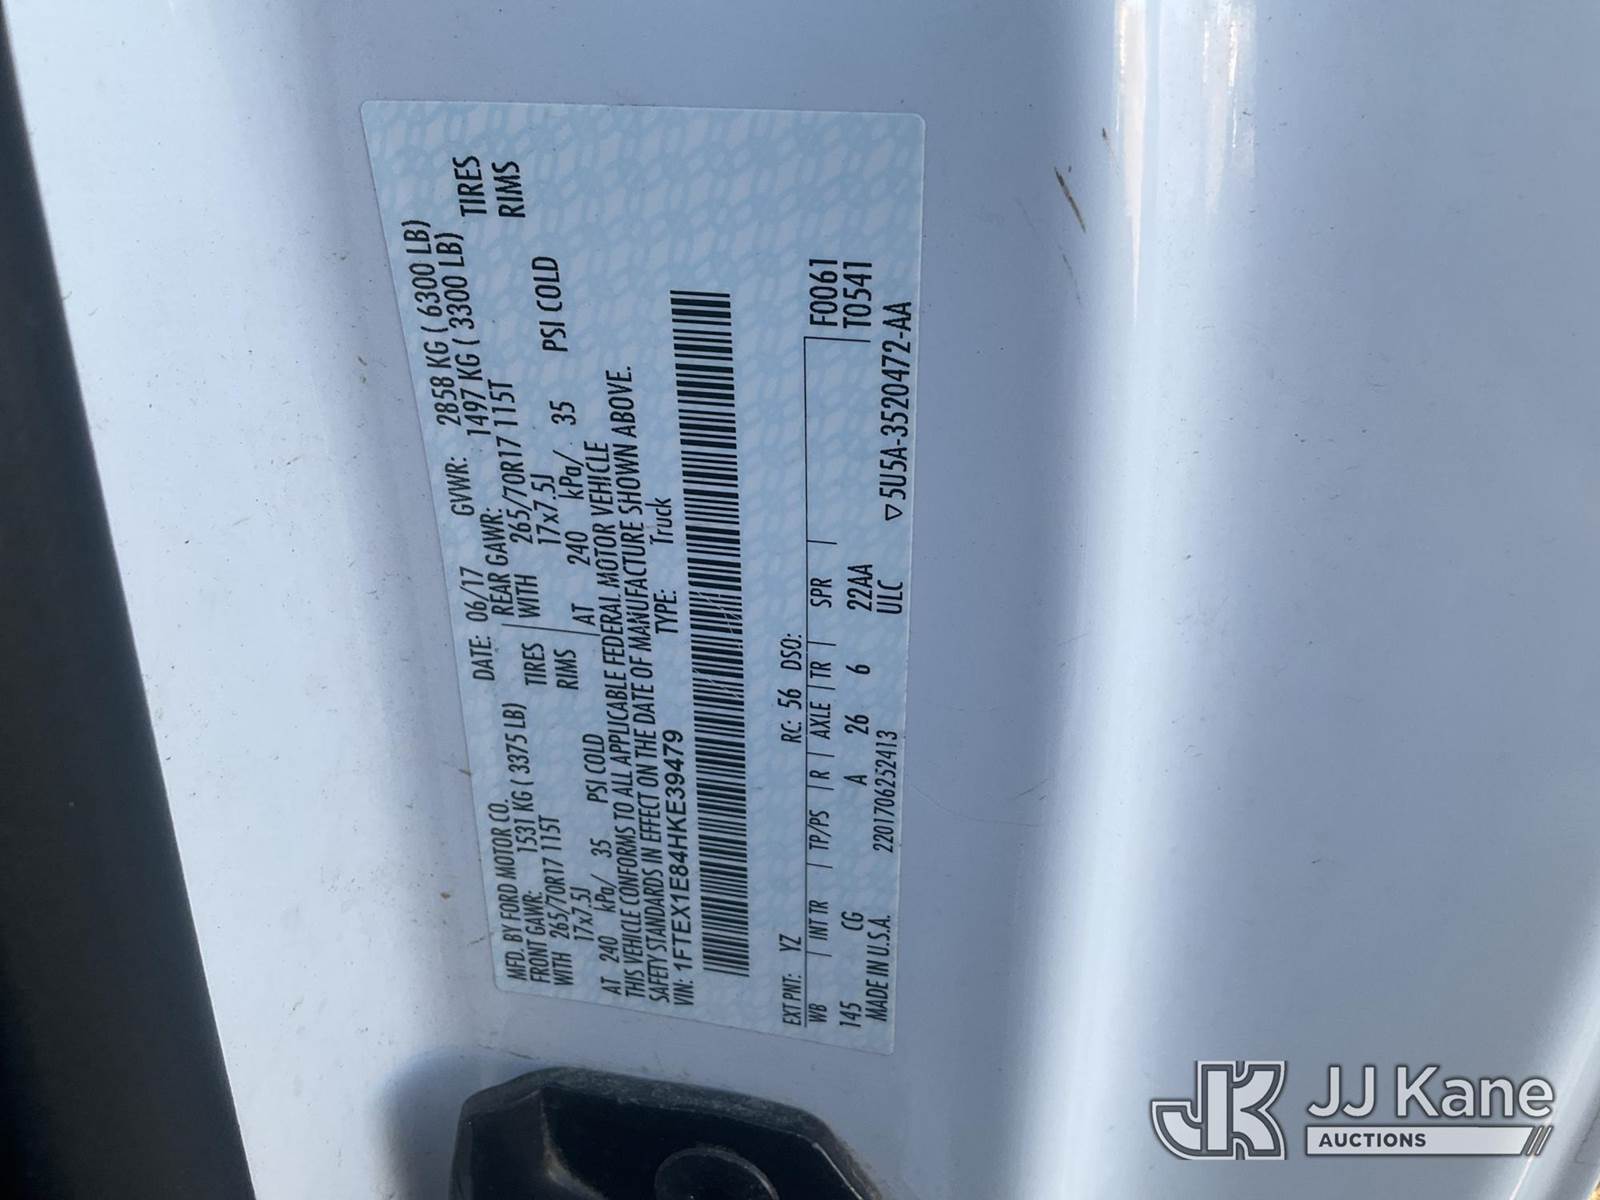 MFD. BY FORD MOTOR CO.
DATE: 06/17 GVWR: 2858 KG ( 6300 LB)
FRONT GAWR: 1531 KG ( 3375 LB) REAR GAWR: 1497 KG ( 3300 LB)
WITH 265/70R17 115T TIRES WITH 265/70R17 115T TIRES
17x7.5J RIMS 17x7.5J RIMS
AT 240 kPa/ 35 PSI COLD AT 240 kPa/ 35 PSI COLD
THIS VEHICLE CONFORMS TO ALL APPLICABLE FEDERAL MOTOR VEHICLE
SAFETY STANDARDS IN EFFECT ON THE DATE OF MANUFACTURE SHOWN ABOVE.
VIN: 1FTEX1E84HKE39479 TYPE: Truck
EXT PNT: YZ RC: 56 DSO:
WB INT TR TP/PS R AXLE TR SPR F0061
145 CG A 26 6 22AA T0541
MADE IN U.S.A. 2201706252413 ULC ▽5U5A-3520472-AA
JK JJ Kane
AUCTIONS